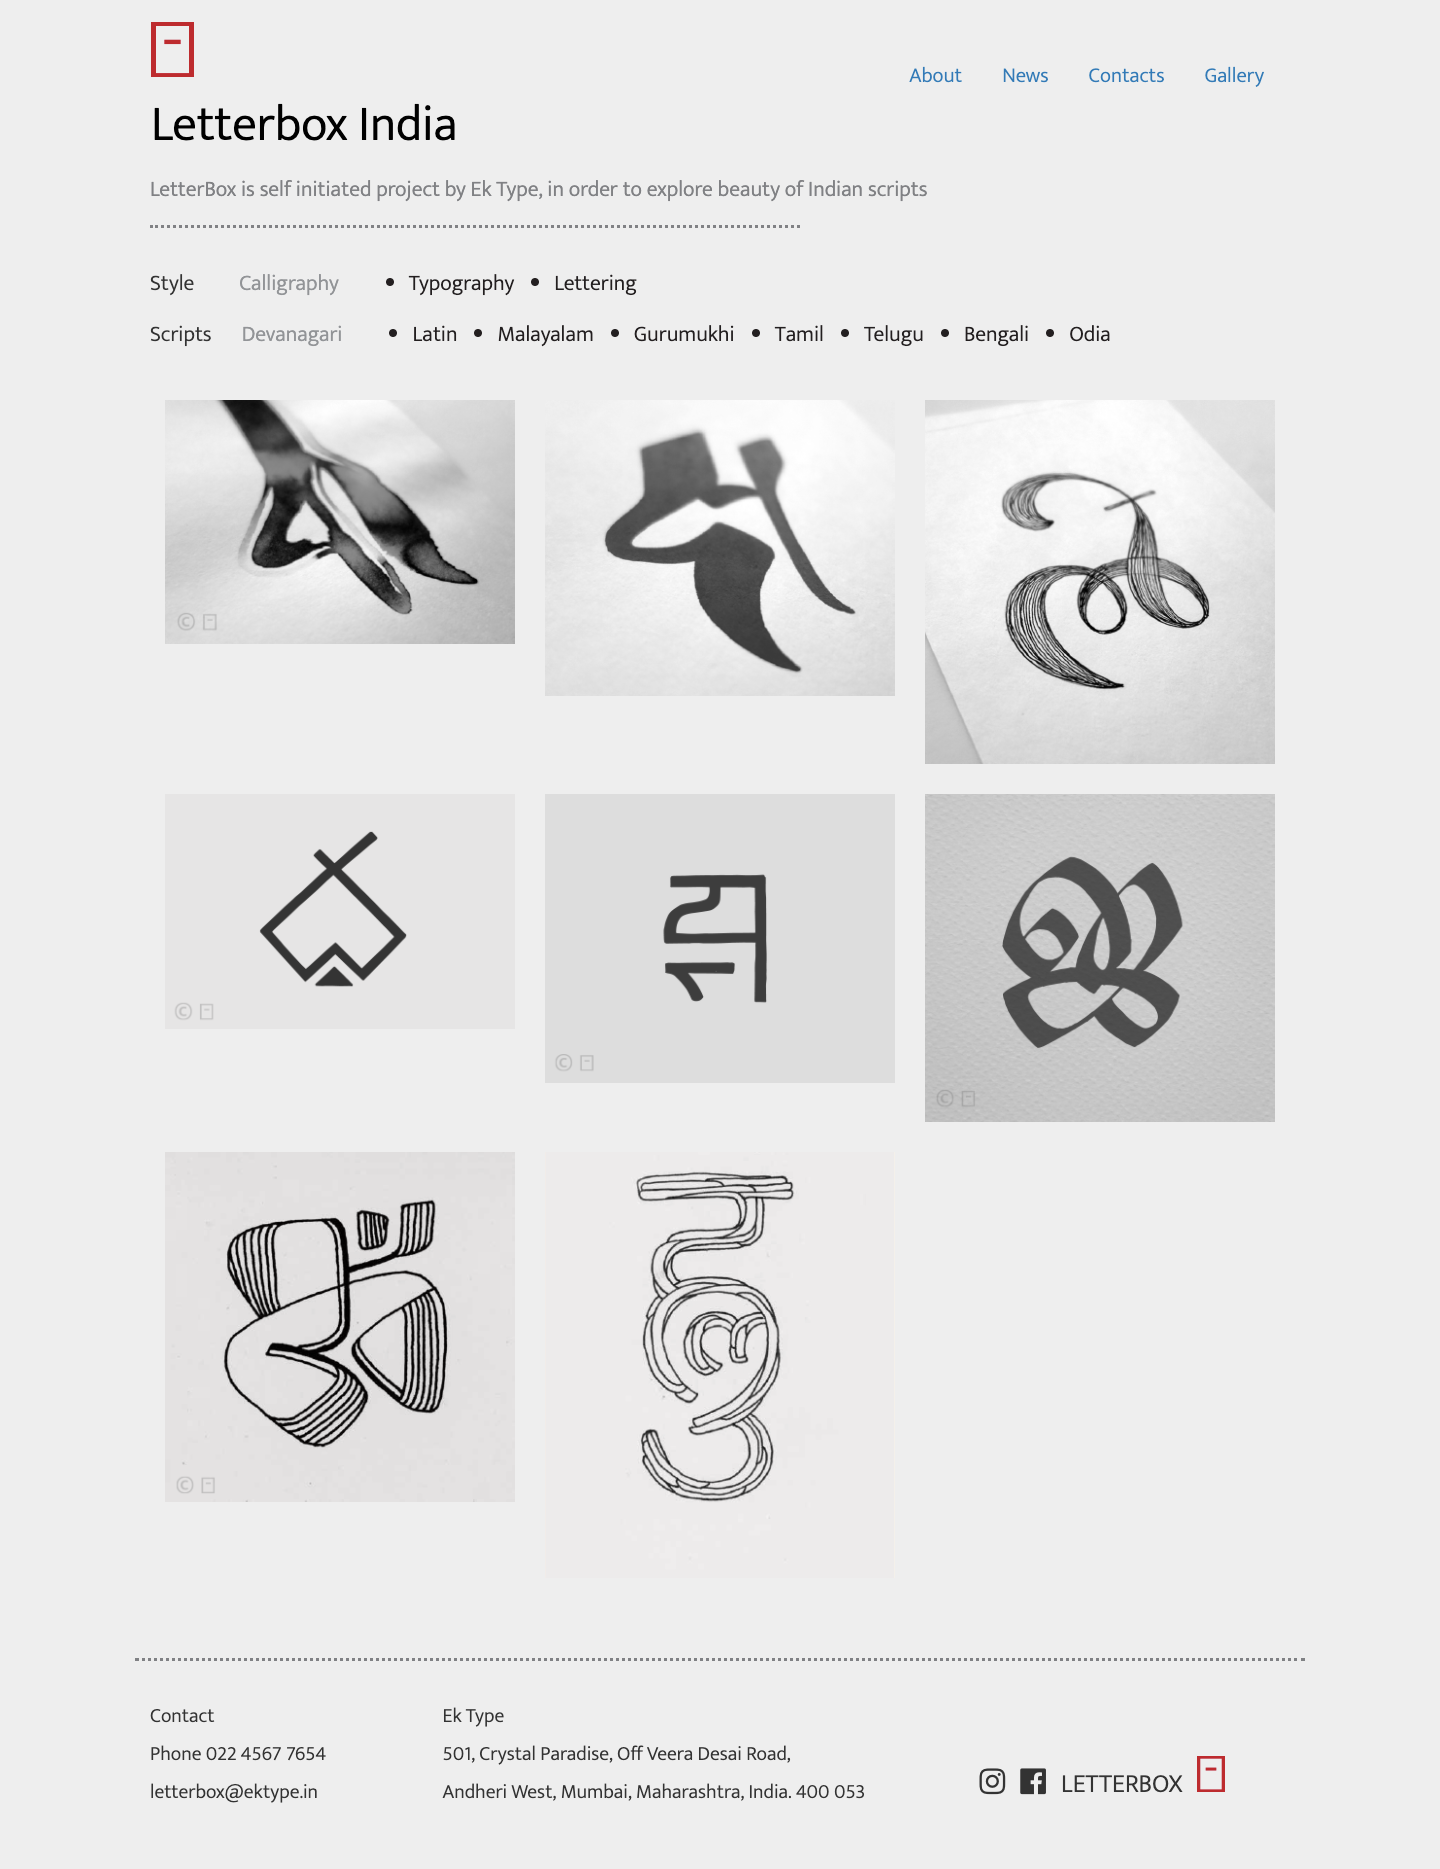 About News Contacts Gallery
Letterbox India
LetterBox is self initiated project by Ek Type, in order to explore beauty of Indian scripts
Style Calligraphy • Typography • Lettering
Scripts Devanagari • Latin • Malayalam • Gurumukhi • Tamil • Telugu • Bengali • Odia
©
©
©
©
©
Contact
Phone 022 4567 7654
letterbox@ektype.in
Ek Type
501, Crystal Paradise, Off Veera Desai Road,
Andheri West, Mumbai, Maharashtra, India. 400 053
LETTERBOX